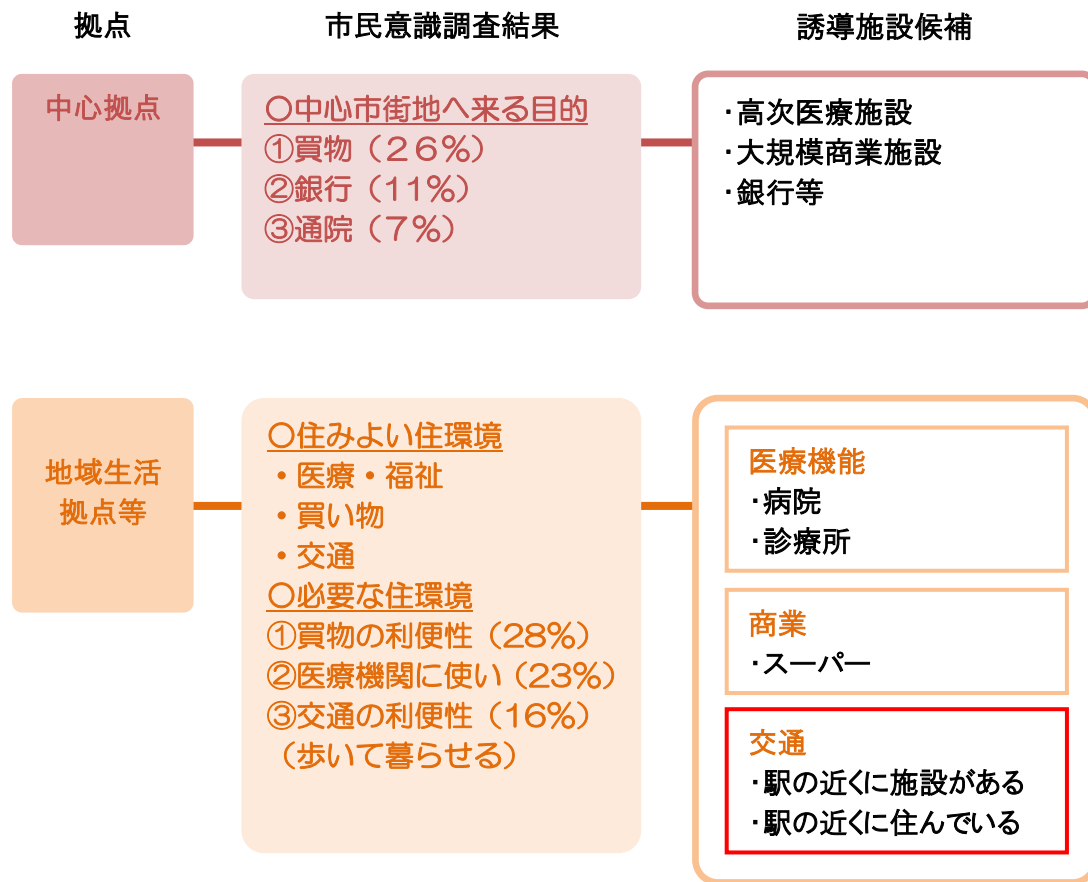 拠点
市民意識調査結果
誘導施設候補
中心拠点
〇中心市街地へ来る目的
①買物（２６％）
②銀行（11％）
③通院（７％）
・高次医療施設
・大規模商業施設
・銀行等
地域生活
拠点等
〇住みよい住環境
・医療・福祉
・買い物
・交通
〇必要な住環境
①買物の利便性（28％）
②医療機関に使い（23％）
③交通の利便性（16％）
（歩いて暮らせる）
医療機能
・病院
・診療所
商業
・スーパー
交通
・駅の近くに施設がある
・駅の近くに住んでいる